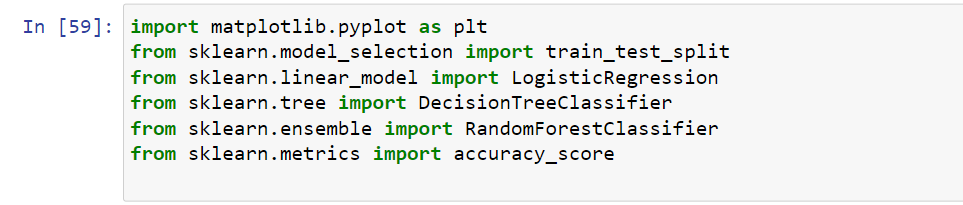 In [59]: import matplotlib.pyplot as plt
from sklearn.model_selection import train_test_split
from sklearn.linear_model import LogisticRegression
from sklearn.tree import DecisionTreeClassifier
from sklearn.ensemble import RandomForestClassifier
from sklearn.metrics import accuracy_score